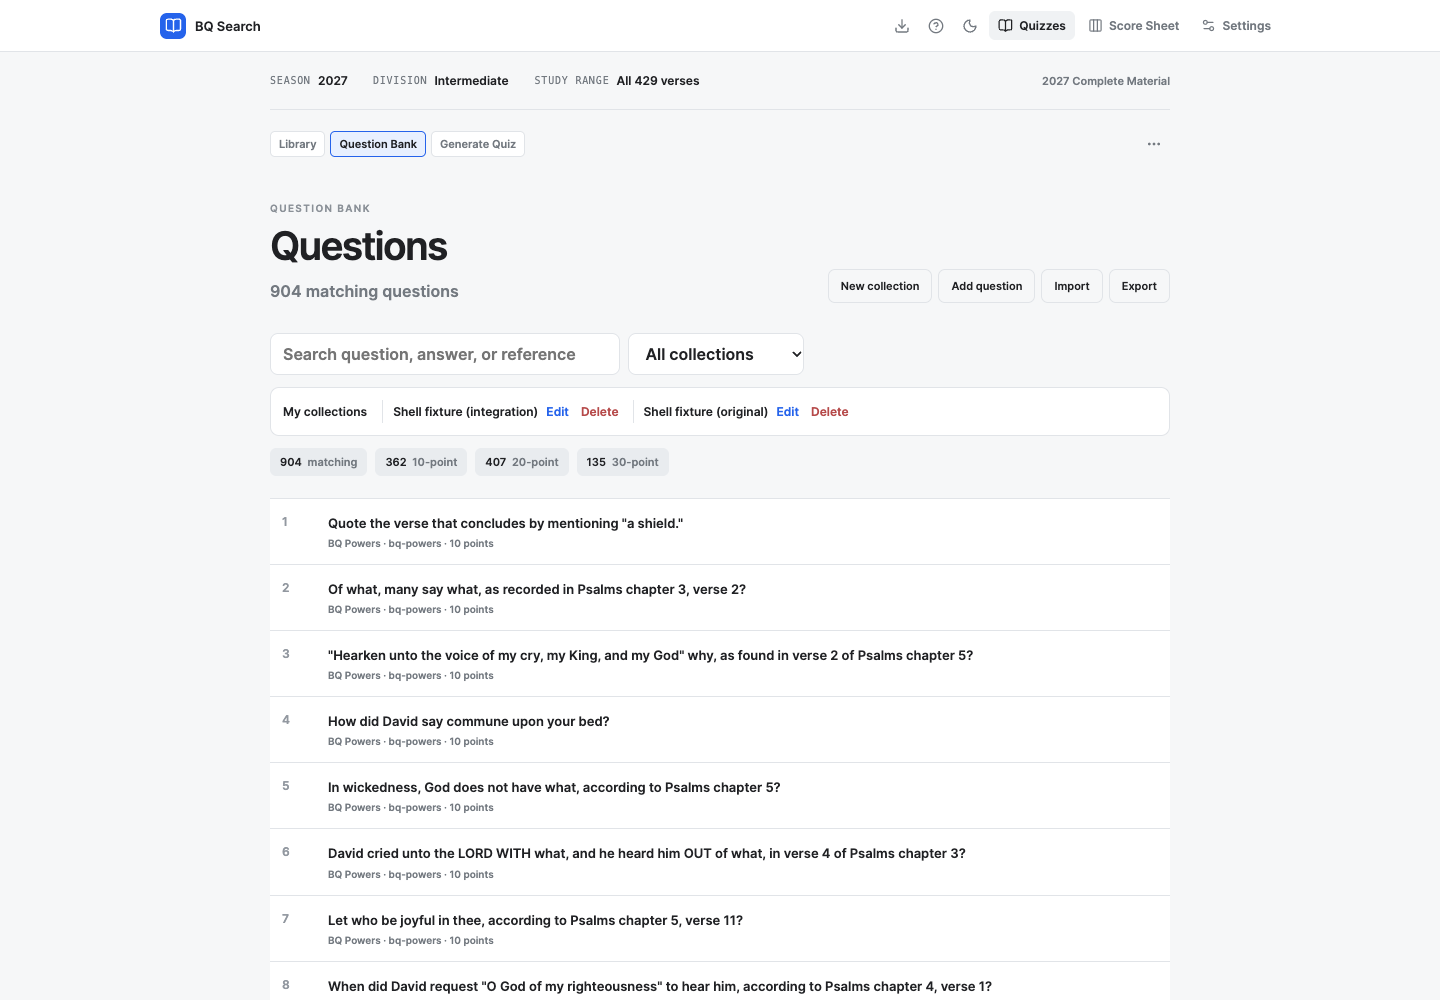 BQ Search
Quizzes
Score Sheet
Settings
SEASON 2027 DIVISION Intermediate STUDY RANGE All 429 verses
2027 Complete Material
Library
Question Bank
Generate Quiz
QUESTION BANK
Questions
904 matching questions
New collection
Add question
Import
Export
Search question, answer, or reference
All collections
My collections
Shell fixture (integration) Edit Delete
Shell fixture (original) Edit Delete
904 matching
362 10-point
407 20-point
135 30-point
1 Quote the verse that concludes by mentioning "a shield."
BQ Powers · bq-powers · 10 points
2 Of what, many say what, as recorded in Psalms chapter 3, verse 2?
BQ Powers · bq-powers · 10 points
3 "Hearken unto the voice of my cry, my King, and my God" why, as found in verse 2 of Psalms chapter 5?
BQ Powers · bq-powers · 10 points
4 How did David say commune upon your bed?
BQ Powers · bq-powers · 10 points
5 In wickedness, God does not have what, according to Psalms chapter 5?
BQ Powers · bq-powers · 10 points
6 David cried unto the LORD WITH what, and he heard him OUT of what, in verse 4 of Psalms chapter 3?
BQ Powers · bq-powers · 10 points
7 Let who be joyful in thee, according to Psalms chapter 5, verse 11?
BQ Powers · bq-powers · 10 points
8 When did David request "O God of my righteousness" to hear him, according to Psalms chapter 4, verse 1?